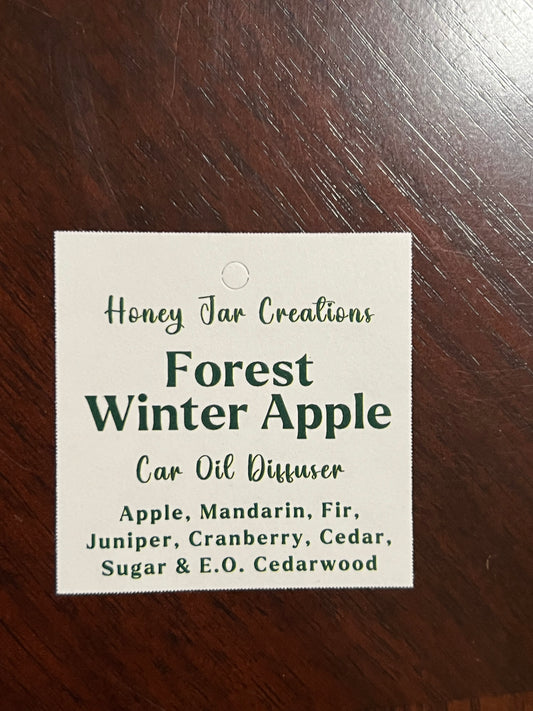 Honey Jar Creations
Forest
Winter Apple
Car Oil Diffuser
Apple, Mandarin, Fir,
Juniper, Cranberry, Cedar,
Sugar & E.O. Cedarwood